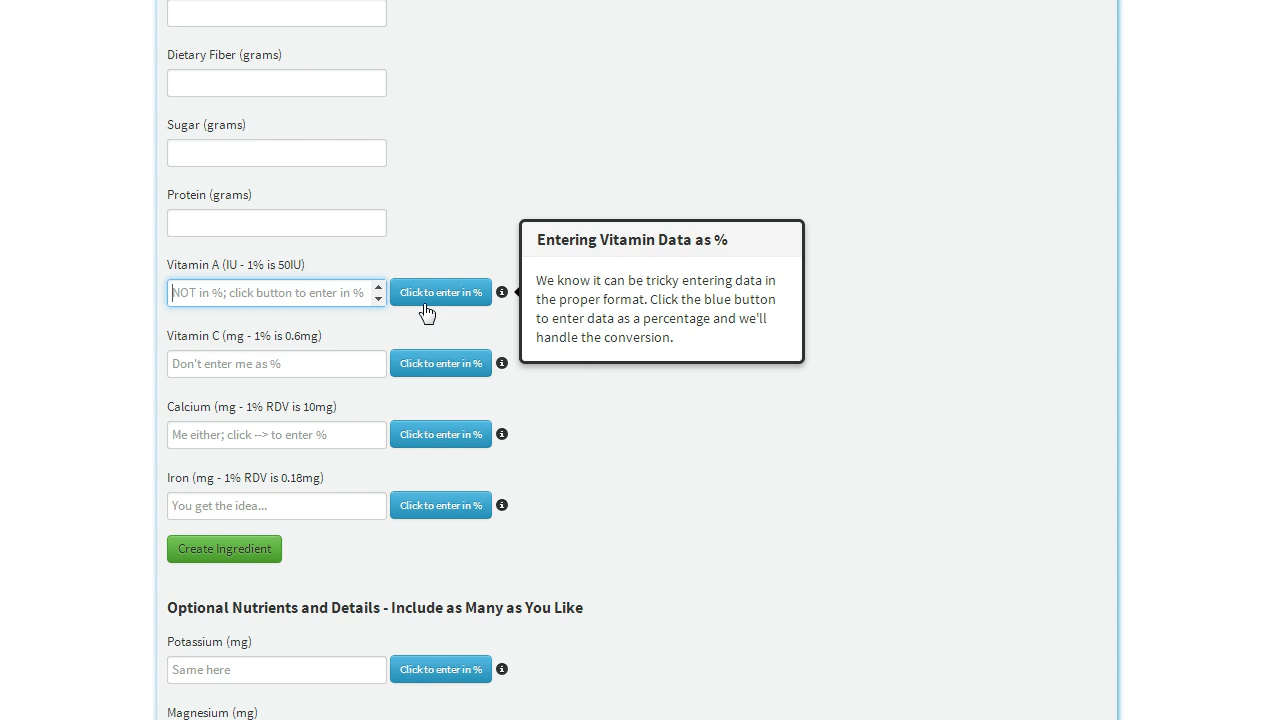 Dietary Fiber (grams)
Sugar (grams)
Protein (grams)
Vitamin A (IU - 1% is 50IU)
NOT in %; click button to enter in %
Click to enter in %
Entering Vitamin Data as %
We know it can be tricky entering data in
the proper format. Click the blue button
to enter data as a percentage and we'll
handle the conversion.
Vitamin C (mg - 1% is 0.6mg)
Don't enter me as %
Click to enter in %
Calcium (mg - 1% RDV is 10mg)
Me either; click --> to enter %
Click to enter in %
Iron (mg - 1% RDV is 0.18mg)
You get the idea...
Click to enter in %
Create Ingredient
Optional Nutrients and Details - Include as Many as You Like
Potassium (mg)
Same here
Click to enter in %
Magnesium (mg)